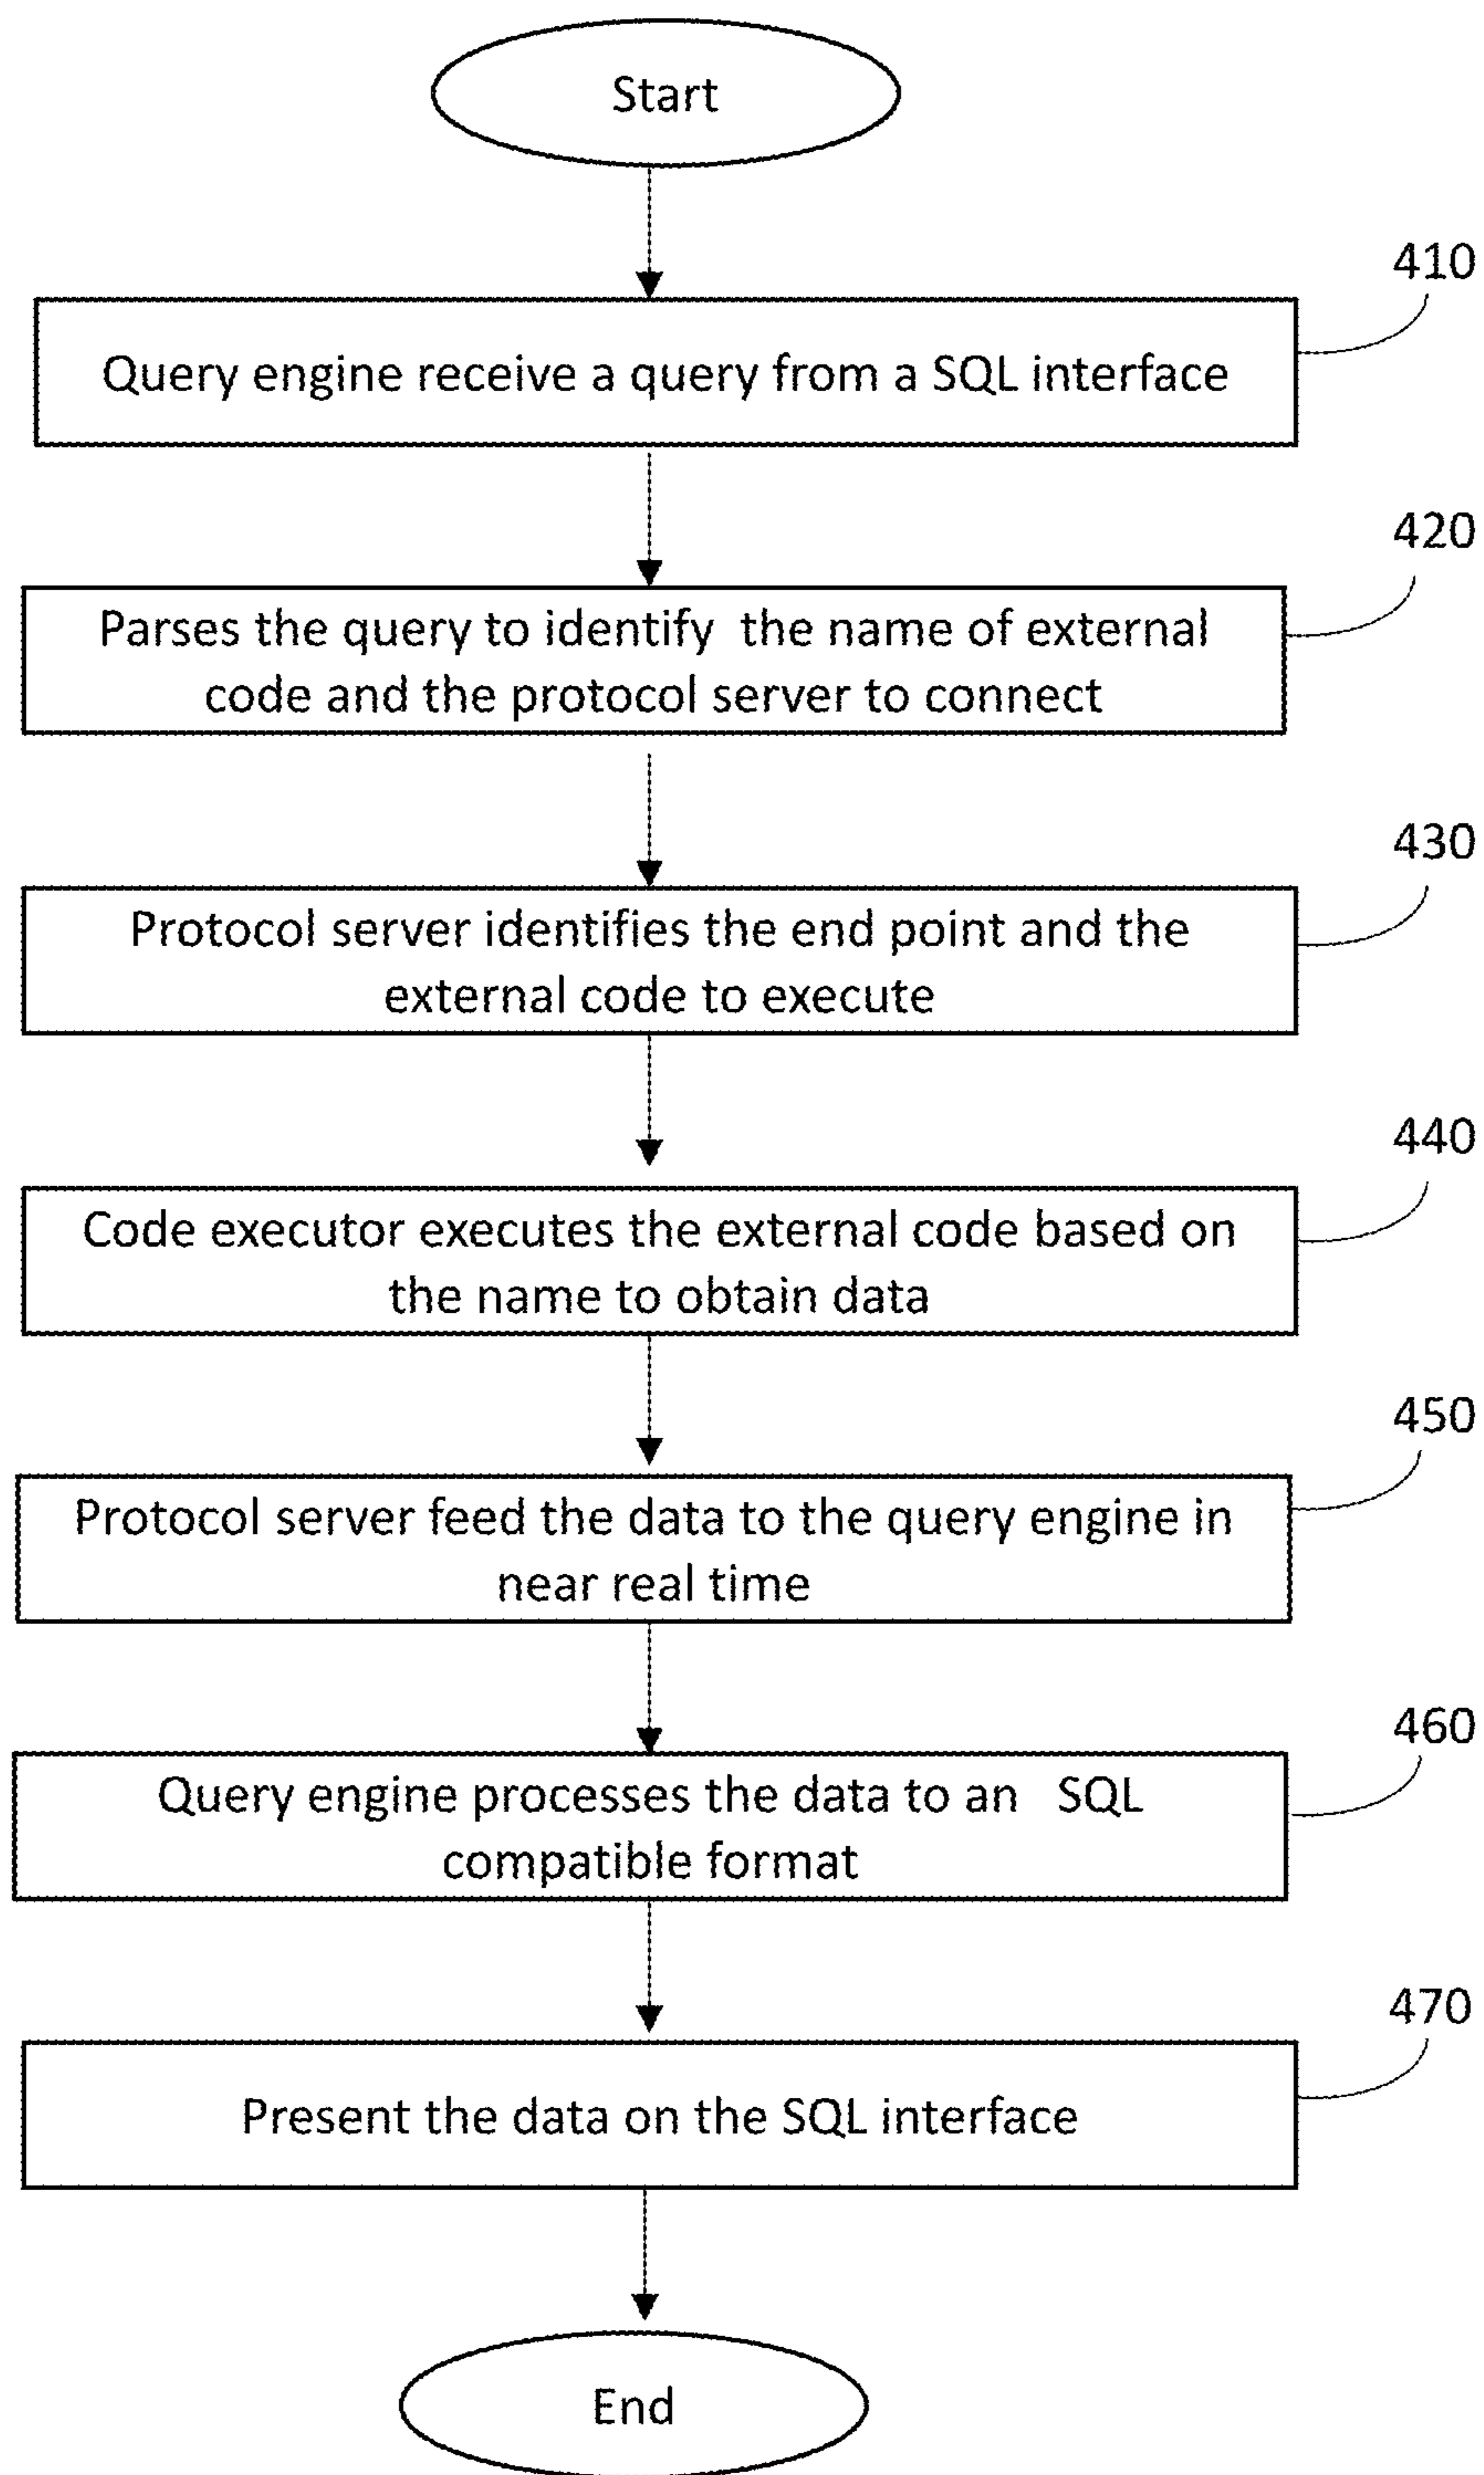 Start
410
Query engine receive a query from a SQL interface
420
Parses the query to identify  the name of external
code and the protocol server to connect
430
Protocol server identifies the end point and the
external code to execute
440
Code executor executes the external code based on
the name to obtain data
450
Protocol server feed the data to the query engine in
near real time
460
Query engine processes the data to an   SQL
compatible format
470
Present the data on the SQL interface
End